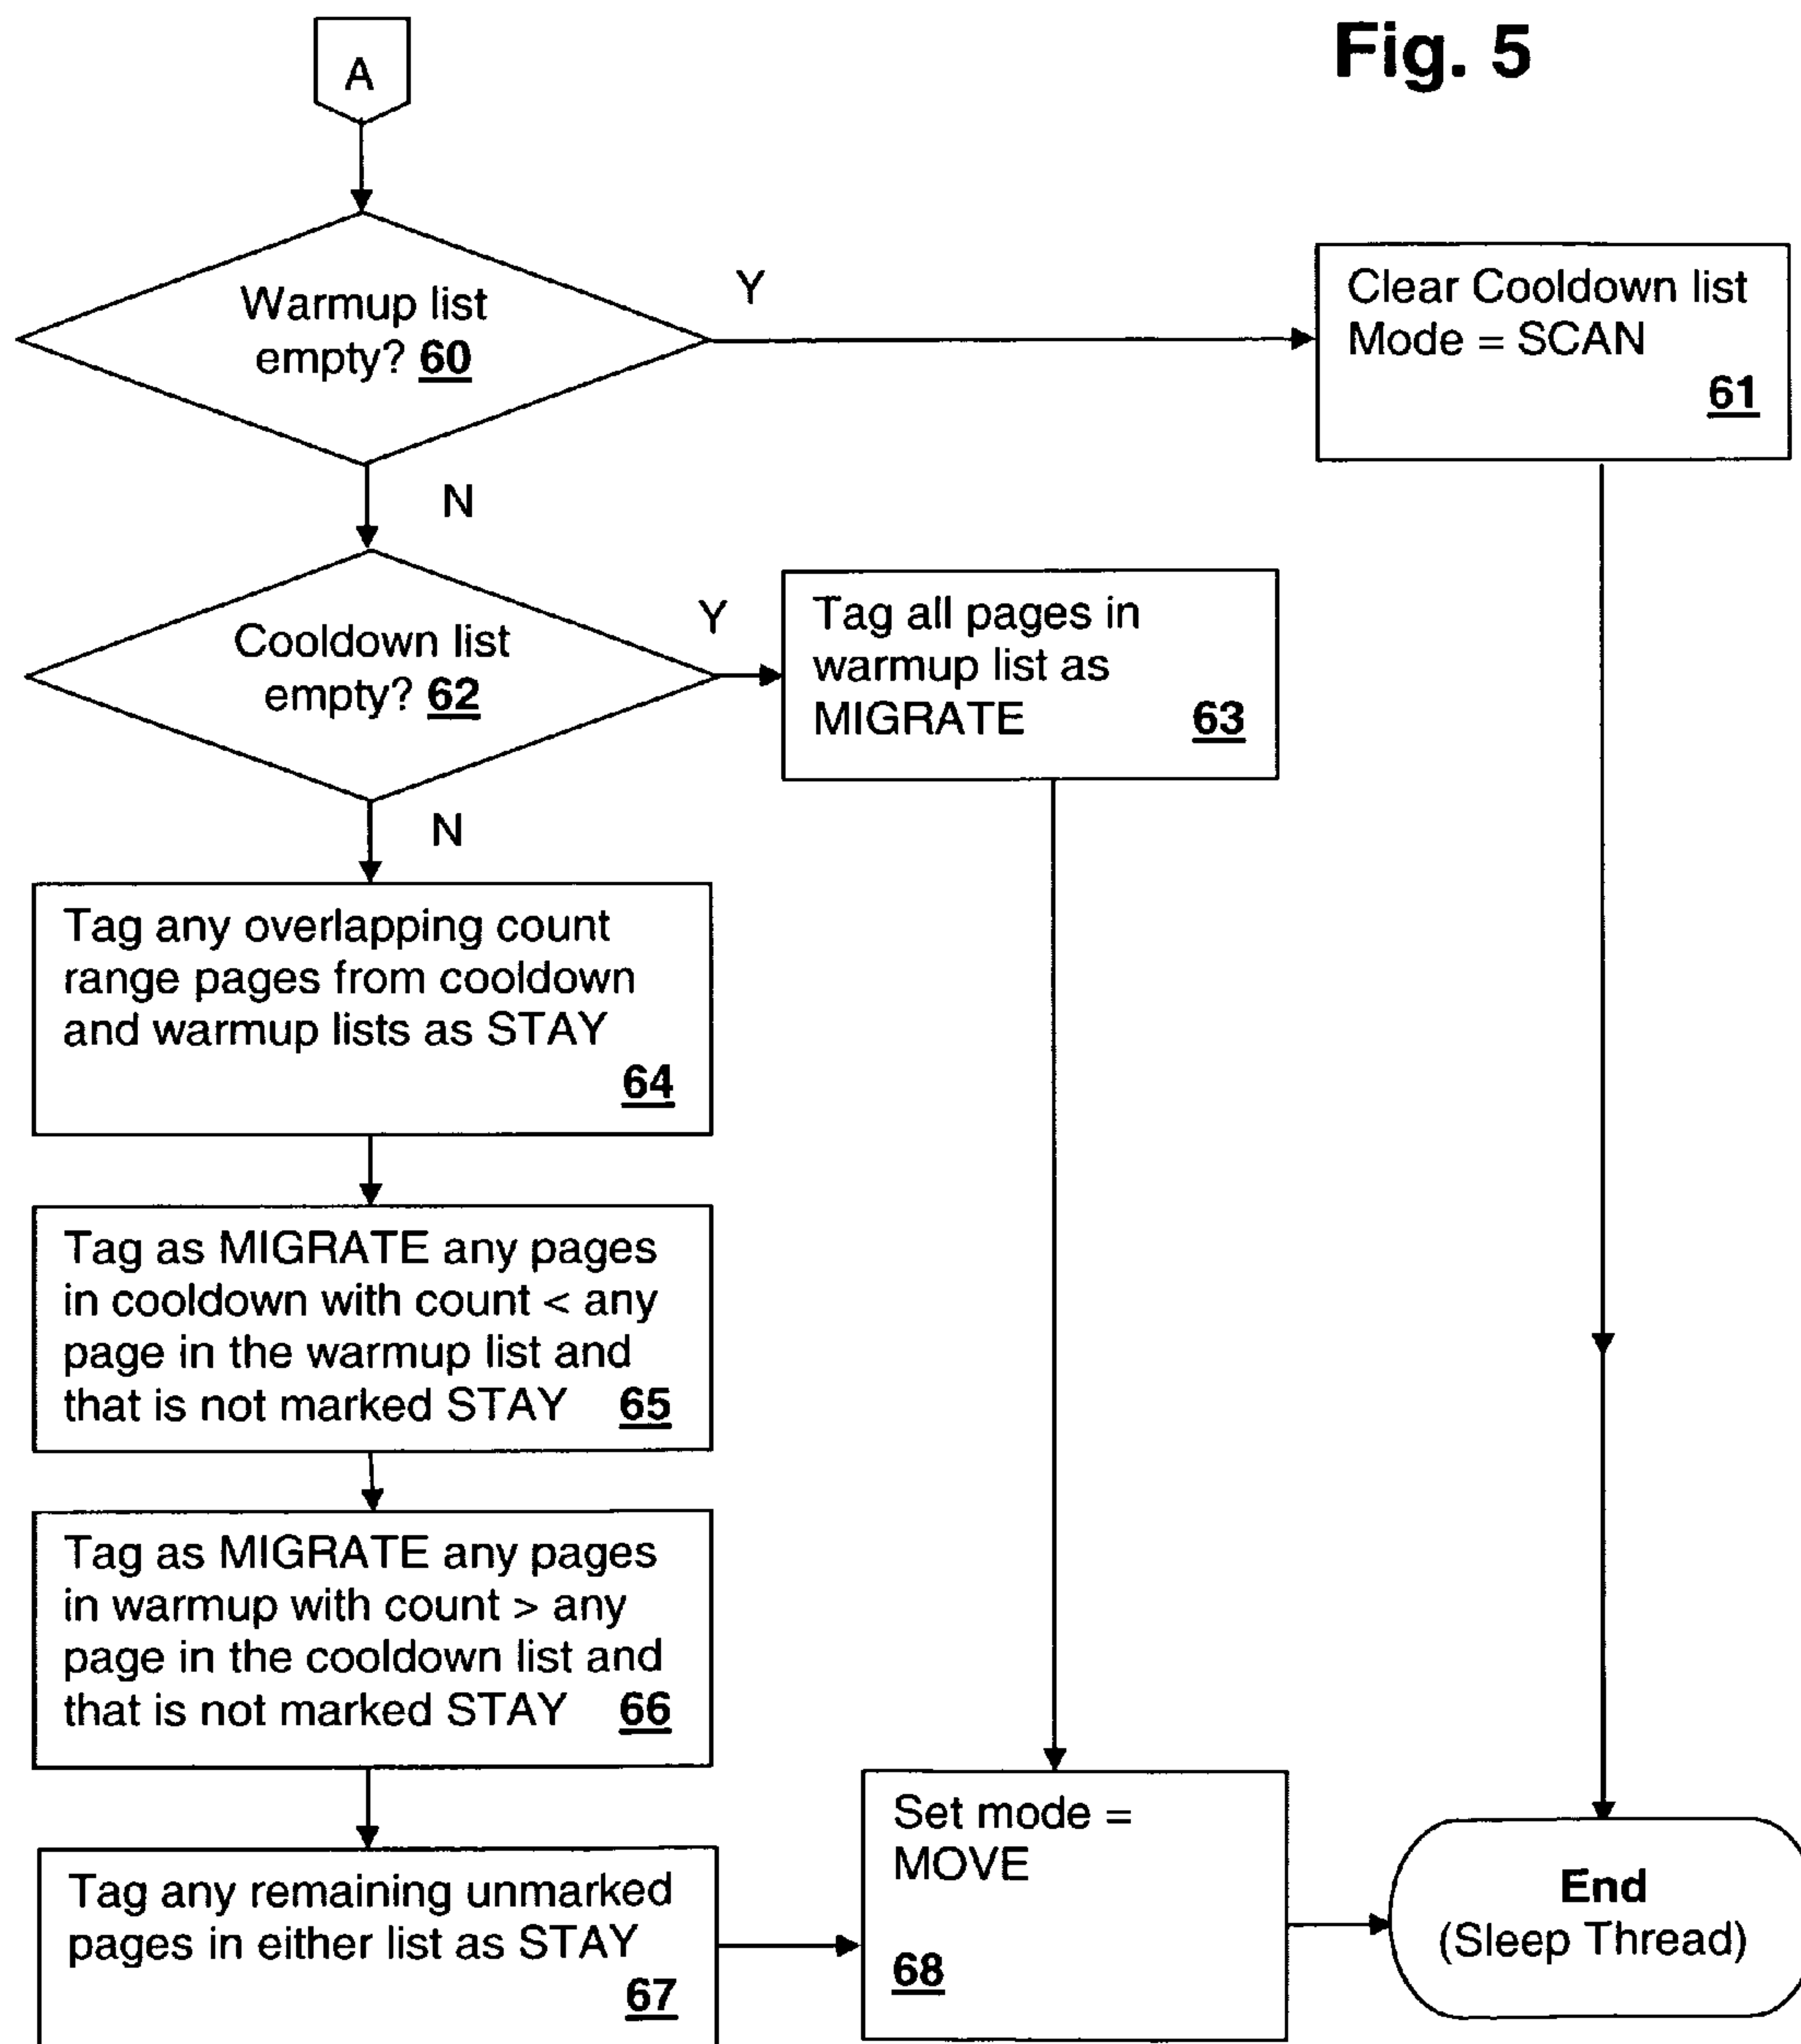 Fig. 5
A
Warmup list
empty? 60
Y
Clear Cooldown list
Mode = SCAN
61
N
Cooldown list
empty? 62
Y
Tag all pages in
warmup list as
MIGRATE 63
N
Tag any overlapping count
range pages from cooldown
and warmup lists as STAY
64
Tag as MIGRATE any pages
in cooldown with count < any
page in the warmup list and
that is not marked STAY 65
Tag as MIGRATE any pages
in warmup with count > any
page in the cooldown list and
that is not marked STAY 66
Tag any remaining unmarked
pages in either list as STAY
67
Set mode =
MOVE
68
End
(Sleep Thread)